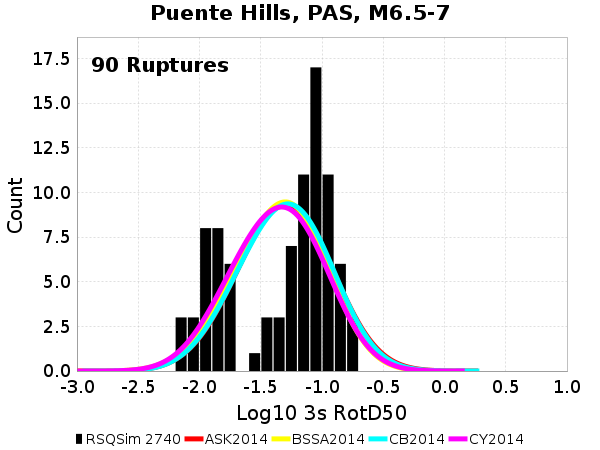 Puente Hills, PAS, M6.5-7
90 Ruptures
Count
17.5
15.0
12.5
10.0
7.5
5.0
2.5
0.0
-3.0 -2.5 -2.0 -1.5 -1.0 -0.5 0.0 0.5 1.0
Log10 3s RotD50
RSQSim 2740 ASK2014 BSSA2014 CB2014 CY2014